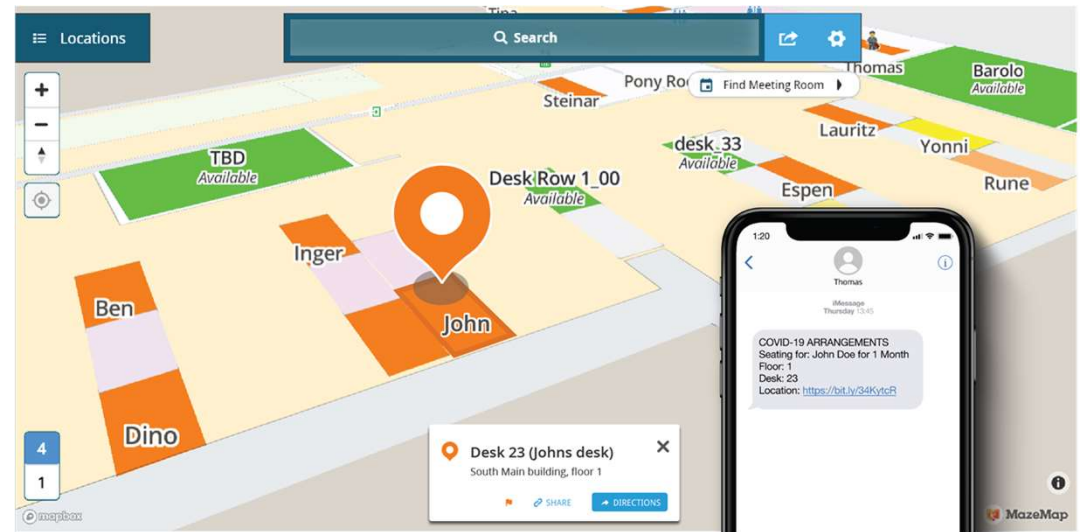 Locations
Search
Tina
Thomas
Barolo
Available
Pony Ro
Find Meeting Room
Steinar
Lauritz
Yonni
desk_33
Available
TBD
Available
Desk Row 1_00
Available
Espen
Rune
Inger
Ben
John
Dino
4
1
mapbox
Desk 23 (Johns desk)
South Main building, floor 1
SHARE
DIRECTIONS
1:20
Thomas
iMessage
Thursday 13:45
COVID-19 ARRANGEMENTS
Seating for: John Doe for 1 Month
Floor: 1
Desk: 23
Location: https://bit.ly/34KytcR
MazeMap